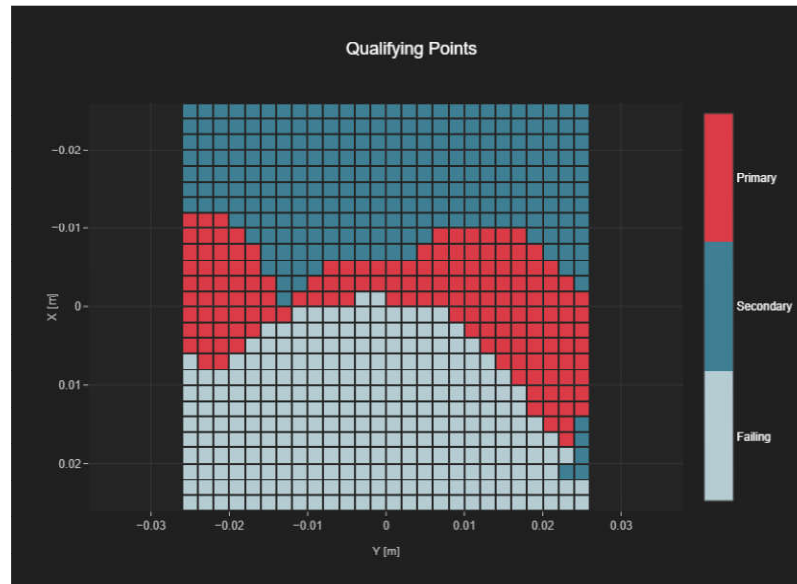 Qualifying Points
−0.02
−0.01
0
0.01
0.02
X [m]
−0.03
−0.02
−0.01
0
0.01
0.02
0.03
Y [m]
Primary
Secondary
Failing